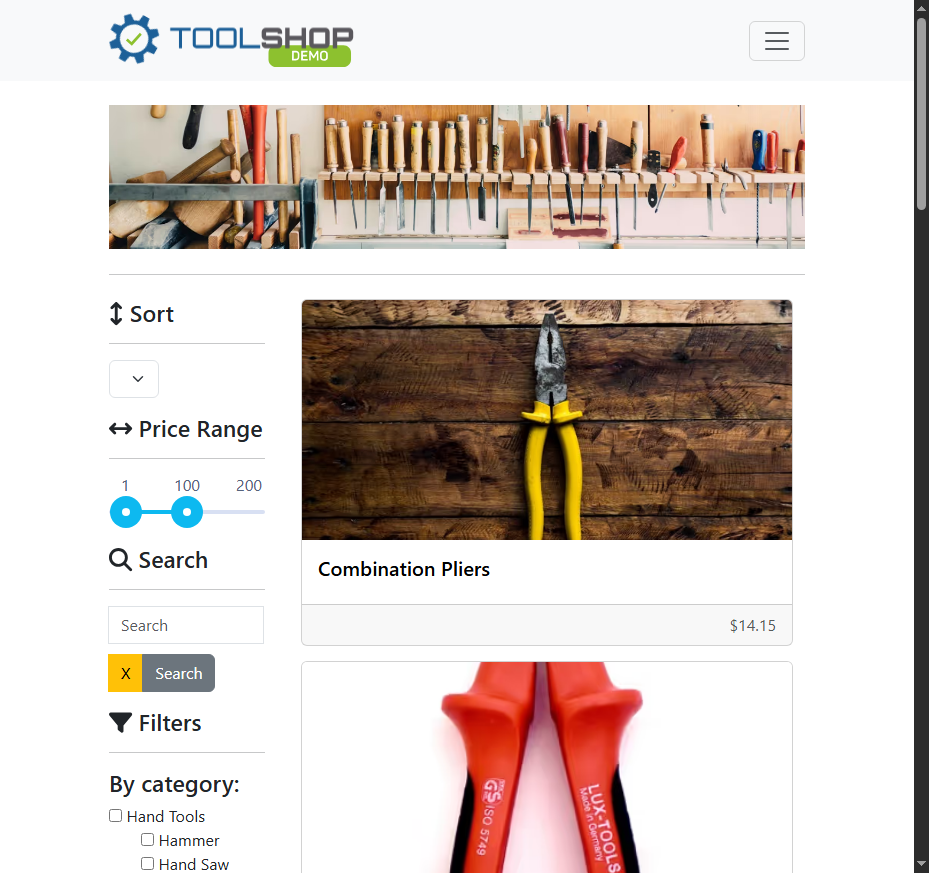 TOOLSHOP
DEMO
Sort
Price Range
1 100 200
Search
Search
X Search
Filters
By category:
Hand Tools
Hammer
Hand Saw
Combination Pliers
$14.15
GS ISO 5749
LUX-TOOLS
Made in Germany